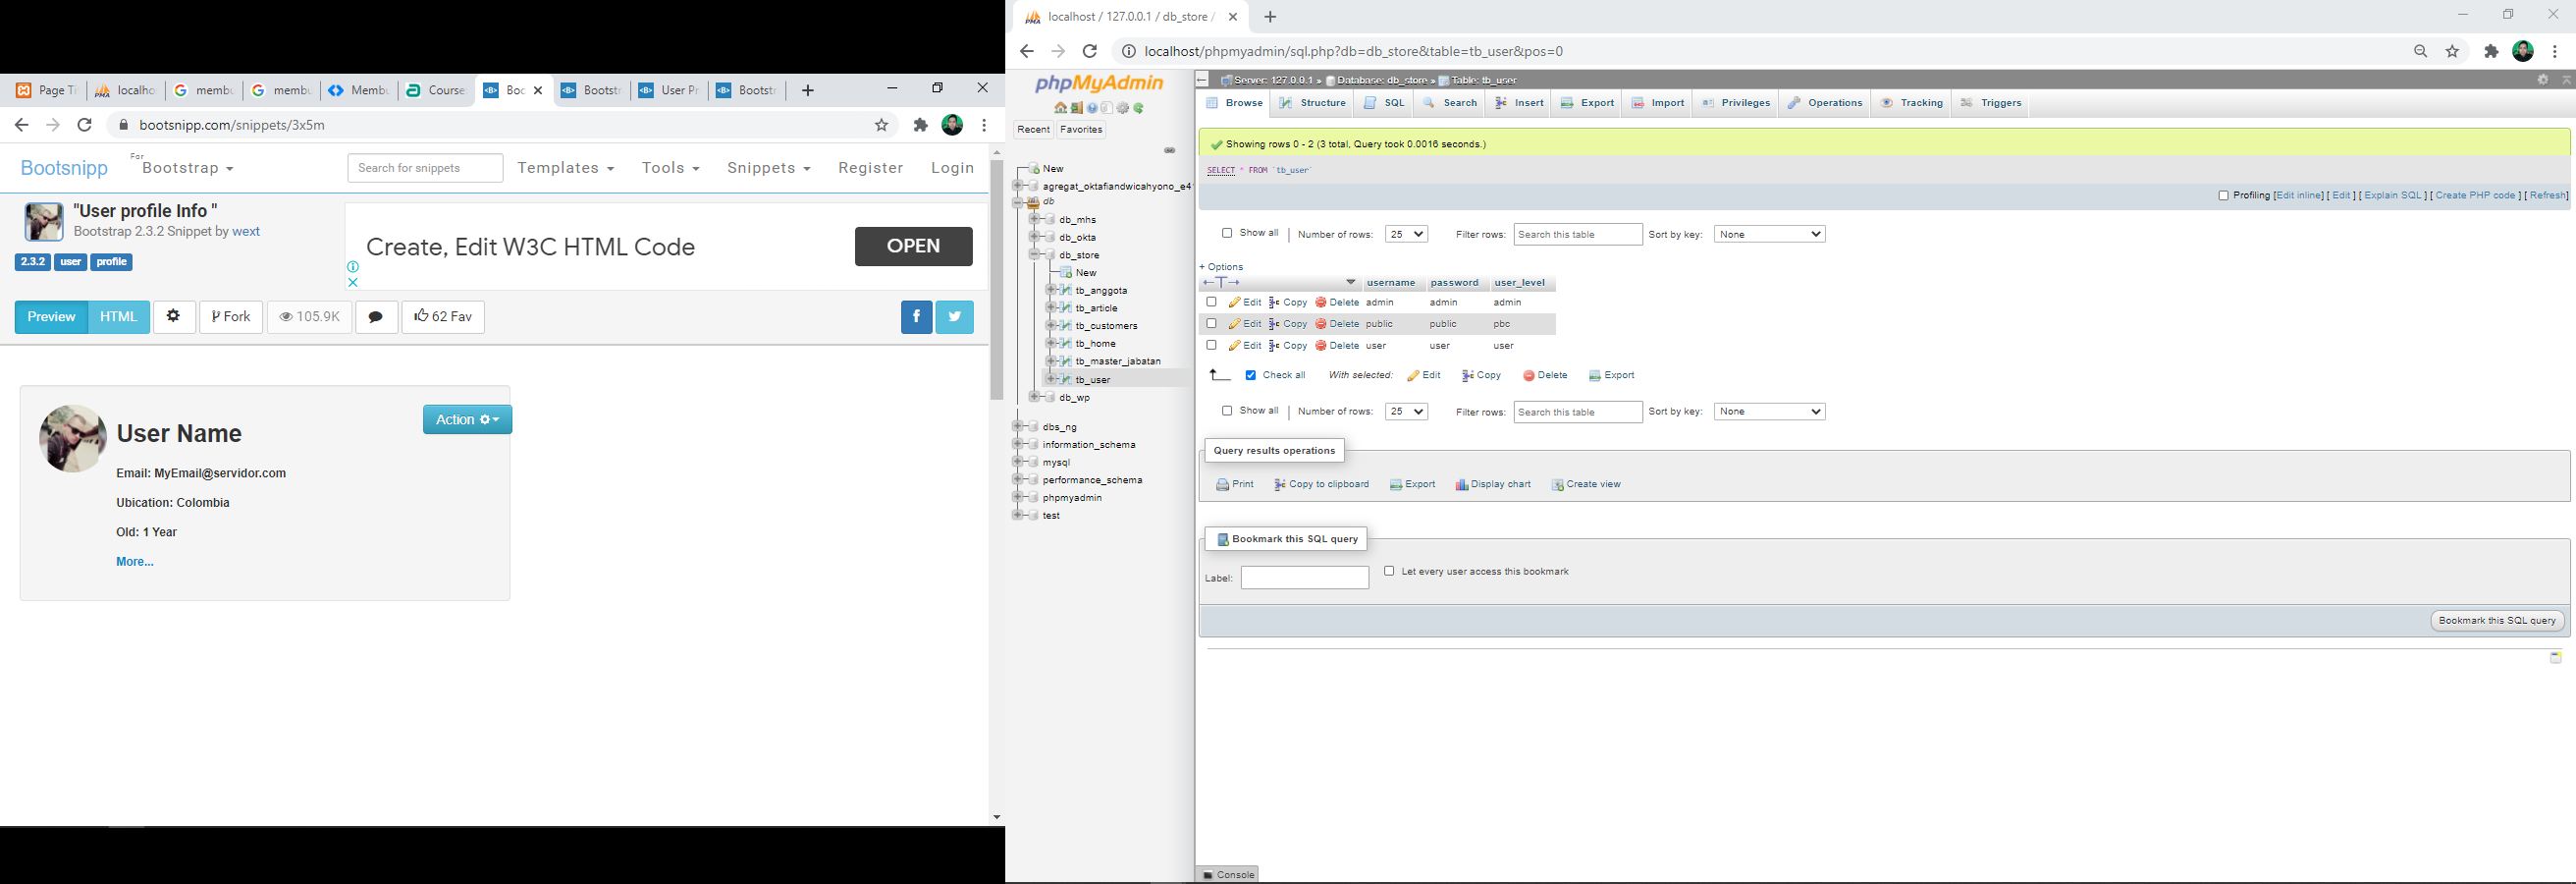 Page Ti
localho
membu
membu
Membu
Course
Boo
Bootstr
User Pr
Bootstr
bootsnipp.com/snippets/3x5m
Bootsnipp
For
Bootstrap
Search for snippets
Templates
Tools
Snippets
Register
Login
"User profile Info "
Bootstrap 2.3.2 Snippet by wext
2.3.2 user profile
Create, Edit W3C HTML Code
OPEN
Preview HTML Fork 105.9K 62 Fav
User Name
Action
Email: MyEmail@servidor.com
Ubication: Colombia
Old: 1 Year
More...
localhost / 127.0.0.1 / db_store /
localhost/phpmyadmin/sql.php?db=db_store&table=tb_user&pos=0
phpMyAdmin
Recent Favorites
New
agregat_oktafiandwicahyono_e4
db
db_mhs
db_okta
db_store
New
tb_anggota
tb_article
tb_customers
tb_home
tb_master_jabatan
tb_user
db_wp
dbs_ng
information_schema
mysql
performance_schema
phpmyadmin
test
Server: 127.0.0.1 » Database: db_store » Table: tb_user
Browse Structure SQL Search Insert Export Import Privileges Operations Tracking Triggers
Showing rows 0 - 2 (3 total, Query took 0.0016 seconds.)
SELECT * FROM `tb_user`
Profiling [Edit inline] [ Edit ] [ Explain SQL ] [ Create PHP code ] [ Refresh]
Show all Number of rows: 25 Filter rows: Search this table Sort by key: None
+ Options
username password user_level
Edit Copy Delete admin admin admin
Edit Copy Delete public public pbc
Edit Copy Delete user user user
Check all With selected: Edit Copy Delete Export
Show all Number of rows: 25 Filter rows: Search this table Sort by key: None
Query results operations
Print Copy to clipboard Export Display chart Create view
Bookmark this SQL query
Label: Let every user access this bookmark
Bookmark this SQL query
Console